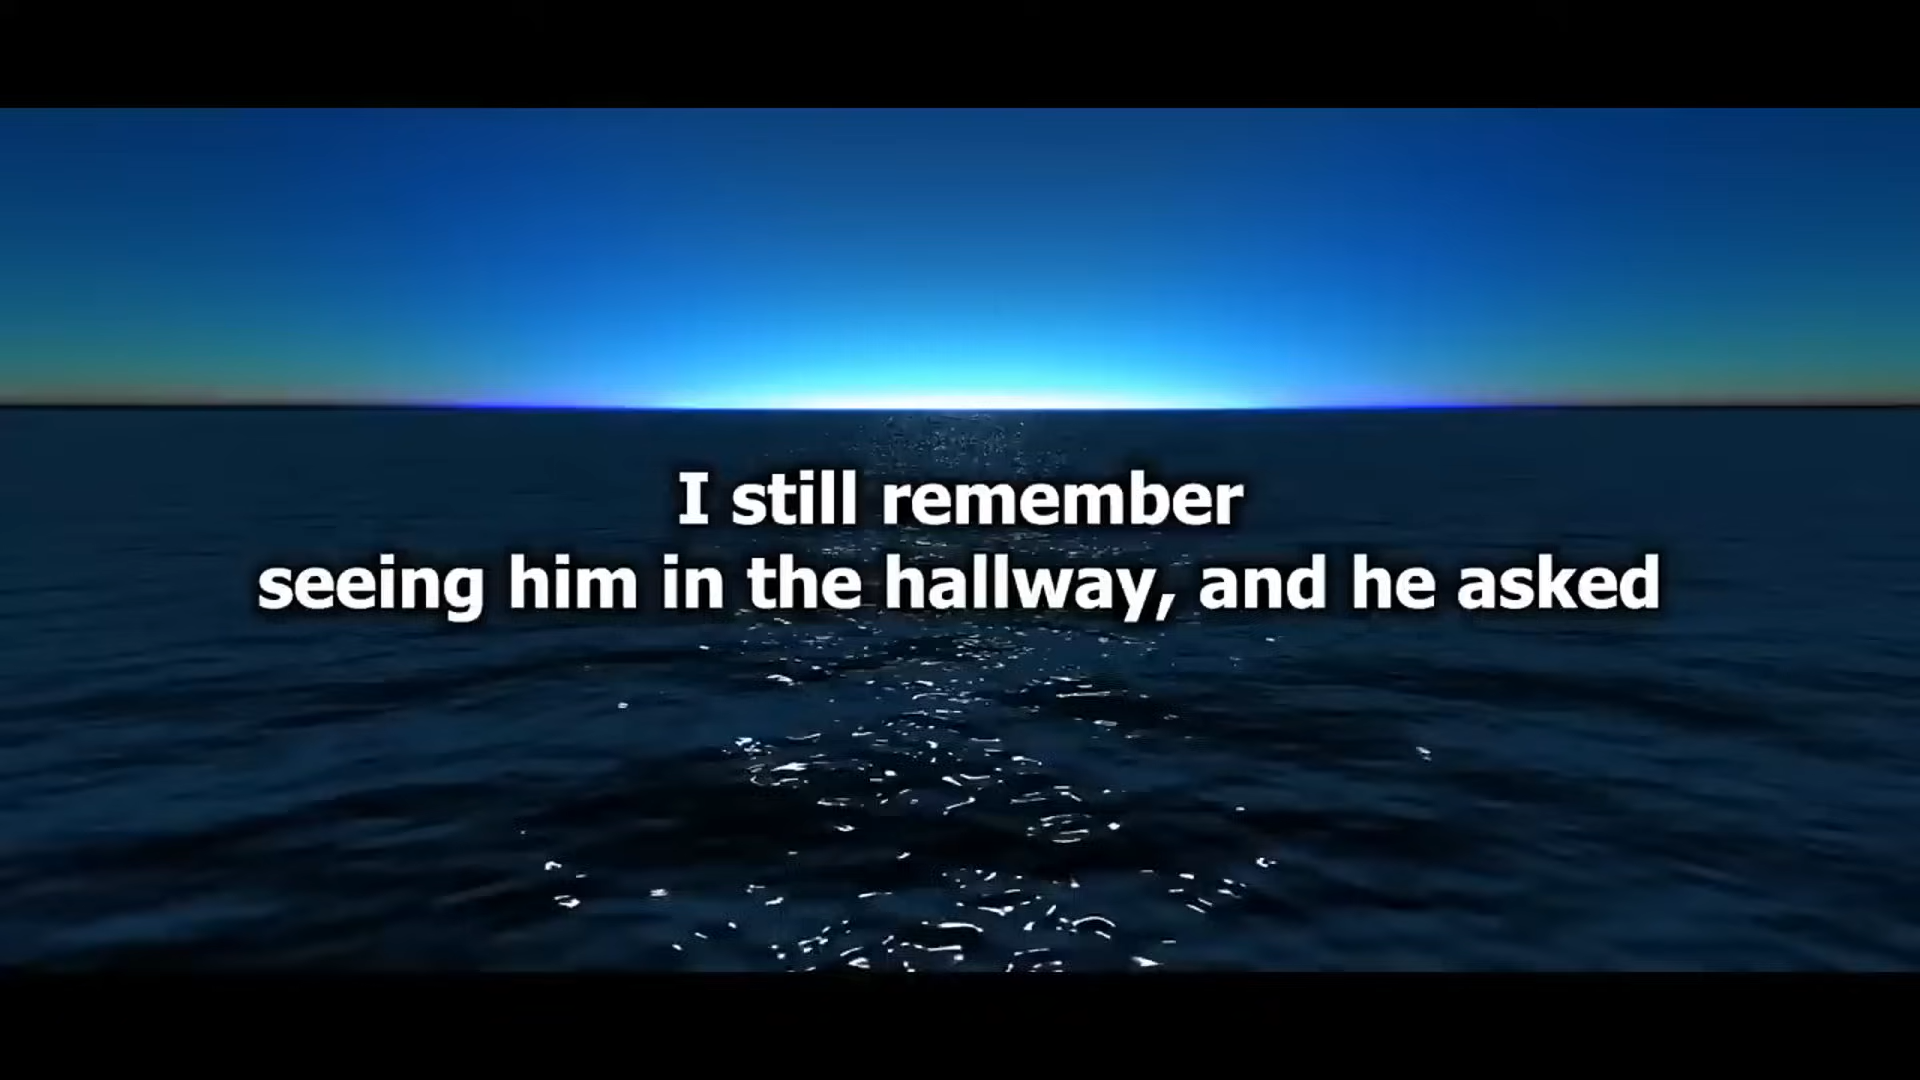 I still remember
seeing him in the hallway, and he asked